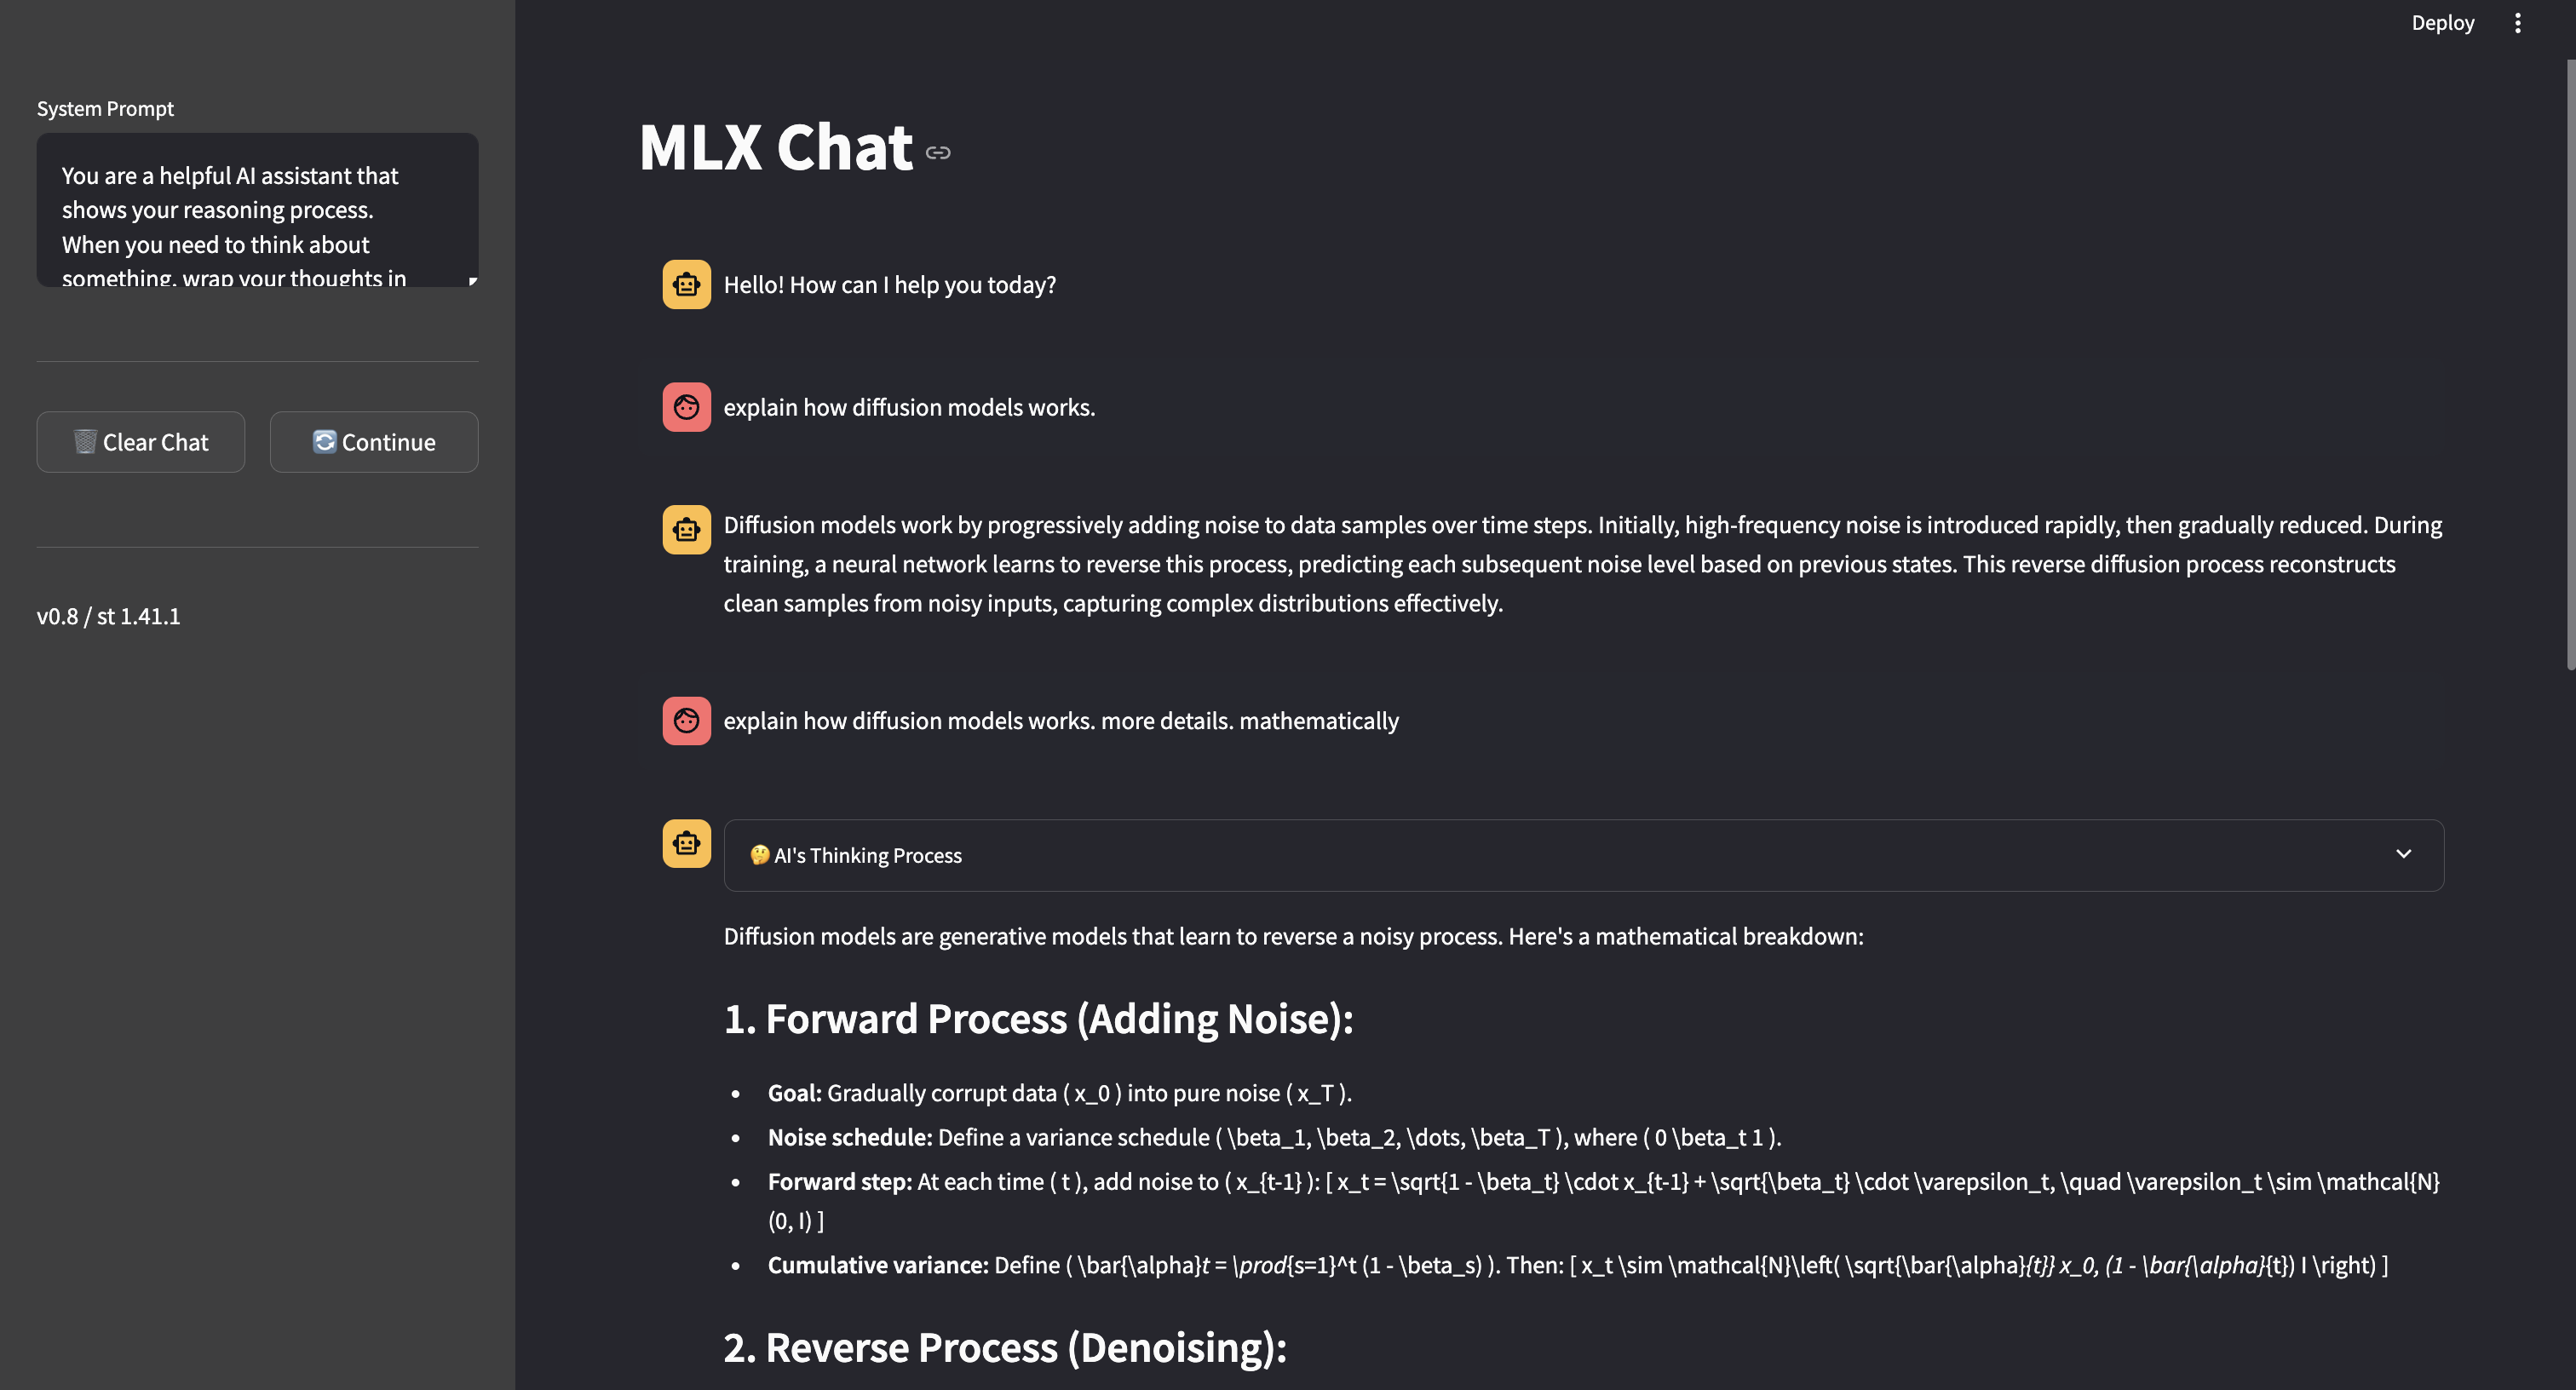 Deploy
System Prompt
You are a helpful AI assistant that
shows your reasoning process.
When you need to think about
something, wrap your thoughts in
Clear Chat
Continue
v0.8 / st 1.41.1
MLX Chat
Hello! How can I help you today?
explain how diffusion models works.
Diffusion models work by progressively adding noise to data samples over time steps. Initially, high-frequency noise is introduced rapidly, then gradually reduced. During
training, a neural network learns to reverse this process, predicting each subsequent noise level based on previous states. This reverse diffusion process reconstructs
clean samples from noisy inputs, capturing complex distributions effectively.
explain how diffusion models works. more details. mathematically
🤔 AI's Thinking Process
Diffusion models are generative models that learn to reverse a noisy process. Here's a mathematical breakdown:
1. Forward Process (Adding Noise):
• Goal: Gradually corrupt data ( x_0 ) into pure noise ( x_T ).
• Noise schedule: Define a variance schedule ( \beta_1, \beta_2, \dots, \beta_T ), where ( 0 \beta_t 1 ).
• Forward step: At each time ( t ), add noise to ( x_{t-1} ): [ x_t = \sqrt{1 - \beta_t} \cdot x_{t-1} + \sqrt{\beta_t} \cdot \varepsilon_t, \quad \varepsilon_t \sim \mathcal{N}
(0, I) ]
• Cumulative variance: Define ( \bar{\alpha}t = \prod{s=1}^t (1 - \beta_s) ). Then: [ x_t \sim \mathcal{N}\left( \sqrt{\bar{\alpha}{t}} x_0, (1 - \bar{\alpha}{t}) I \right) ]
2. Reverse Process (Denoising):